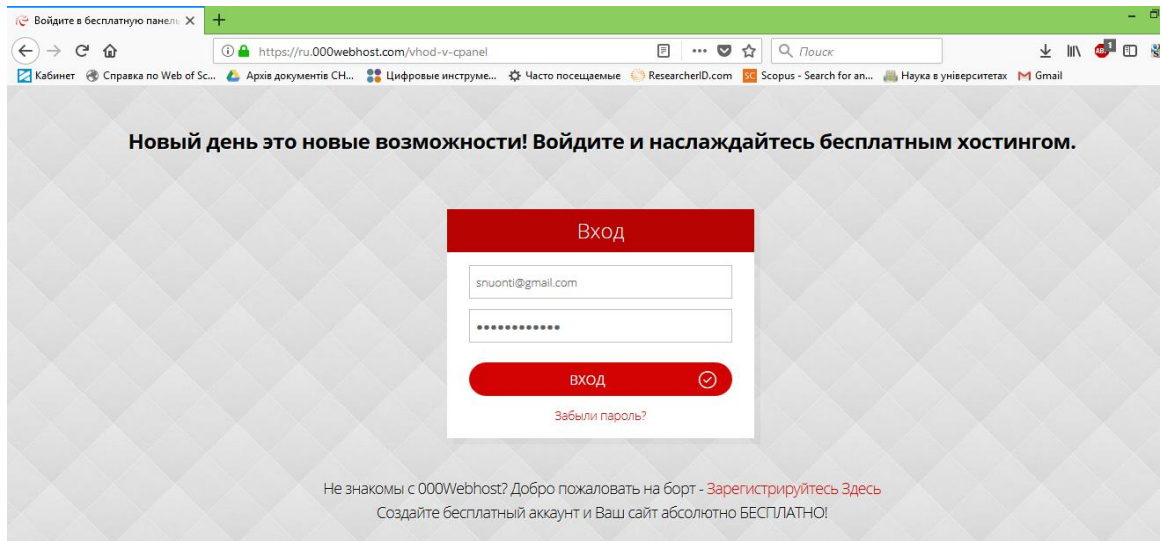 Войдите в бесплатную панель
https://ru.000webhost.com/vhod-v-cpanel
Поиск
Кабинет Справка по Web of Sc... Архів документів СН... Цифровые инструме... Часто посещаемые ResearcherID.com SC Scopus - Search for an... Наука в університетах Gmail
Новый день это новые возможности! Войдите и наслаждайтесь бесплатным хостингом.
Вход
snuonti@gmail.com
••••••••••••
ВХОД
Забыли пароль?
Не знакомы с 000Webhost? Добро пожаловать на борт - Зарегистрируйтесь Здесь
Создайте бесплатный аккаунт и Ваш сайт абсолютно БЕСПЛАТНО!